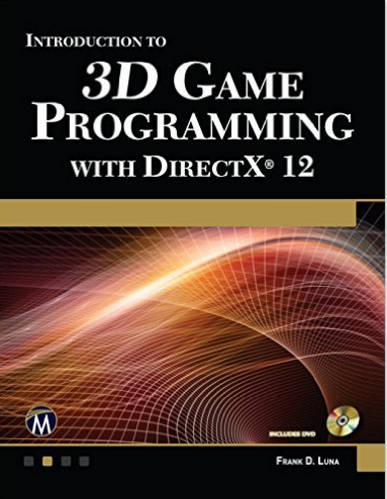 INTRODUCTION TO
3D GAME
PROGRAMMING
WITH DIRECTX® 12
M
INCLUDES DVD
FRANK D. LUNA